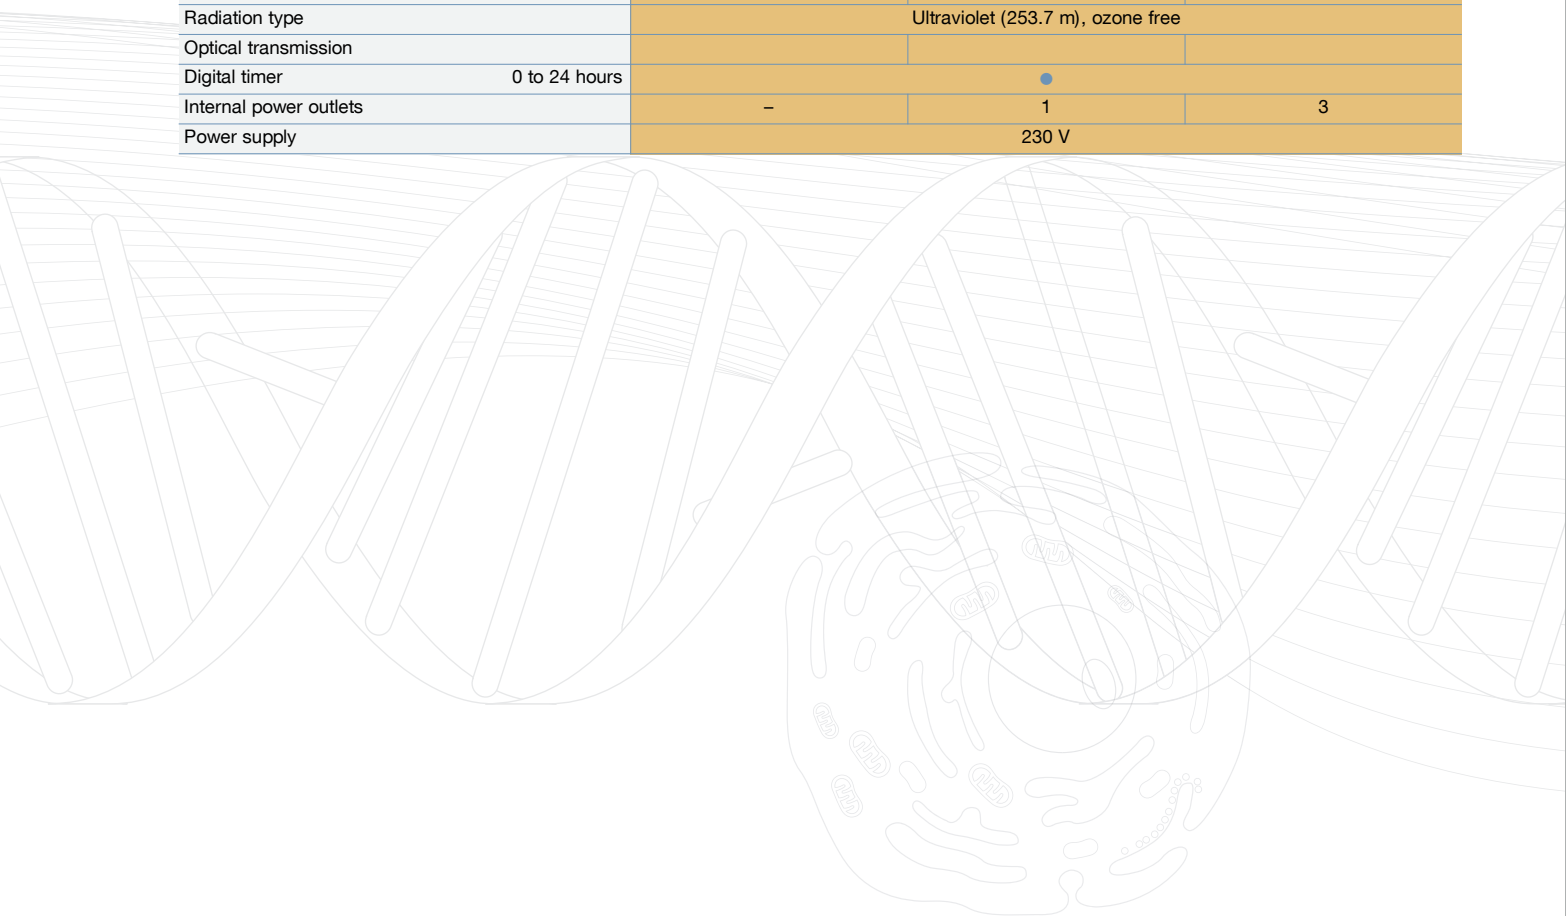 Radiation type Ultraviolet (253.7 m), ozone free
Optical transmission
Digital timer 0 to 24 hours ●
Internal power outlets – 1 3
Power supply 230 V